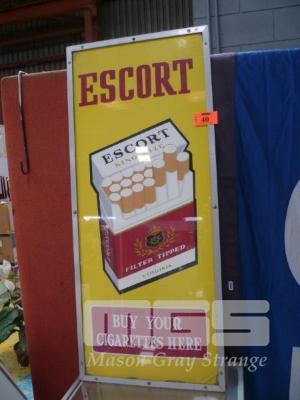 ESCORT
40
ESCORT
KING SIZE
FILTER TIPPED
VIRGINIA
BUY YOUR
CIGARETTES HERE
MGS
Mason Gray Strange